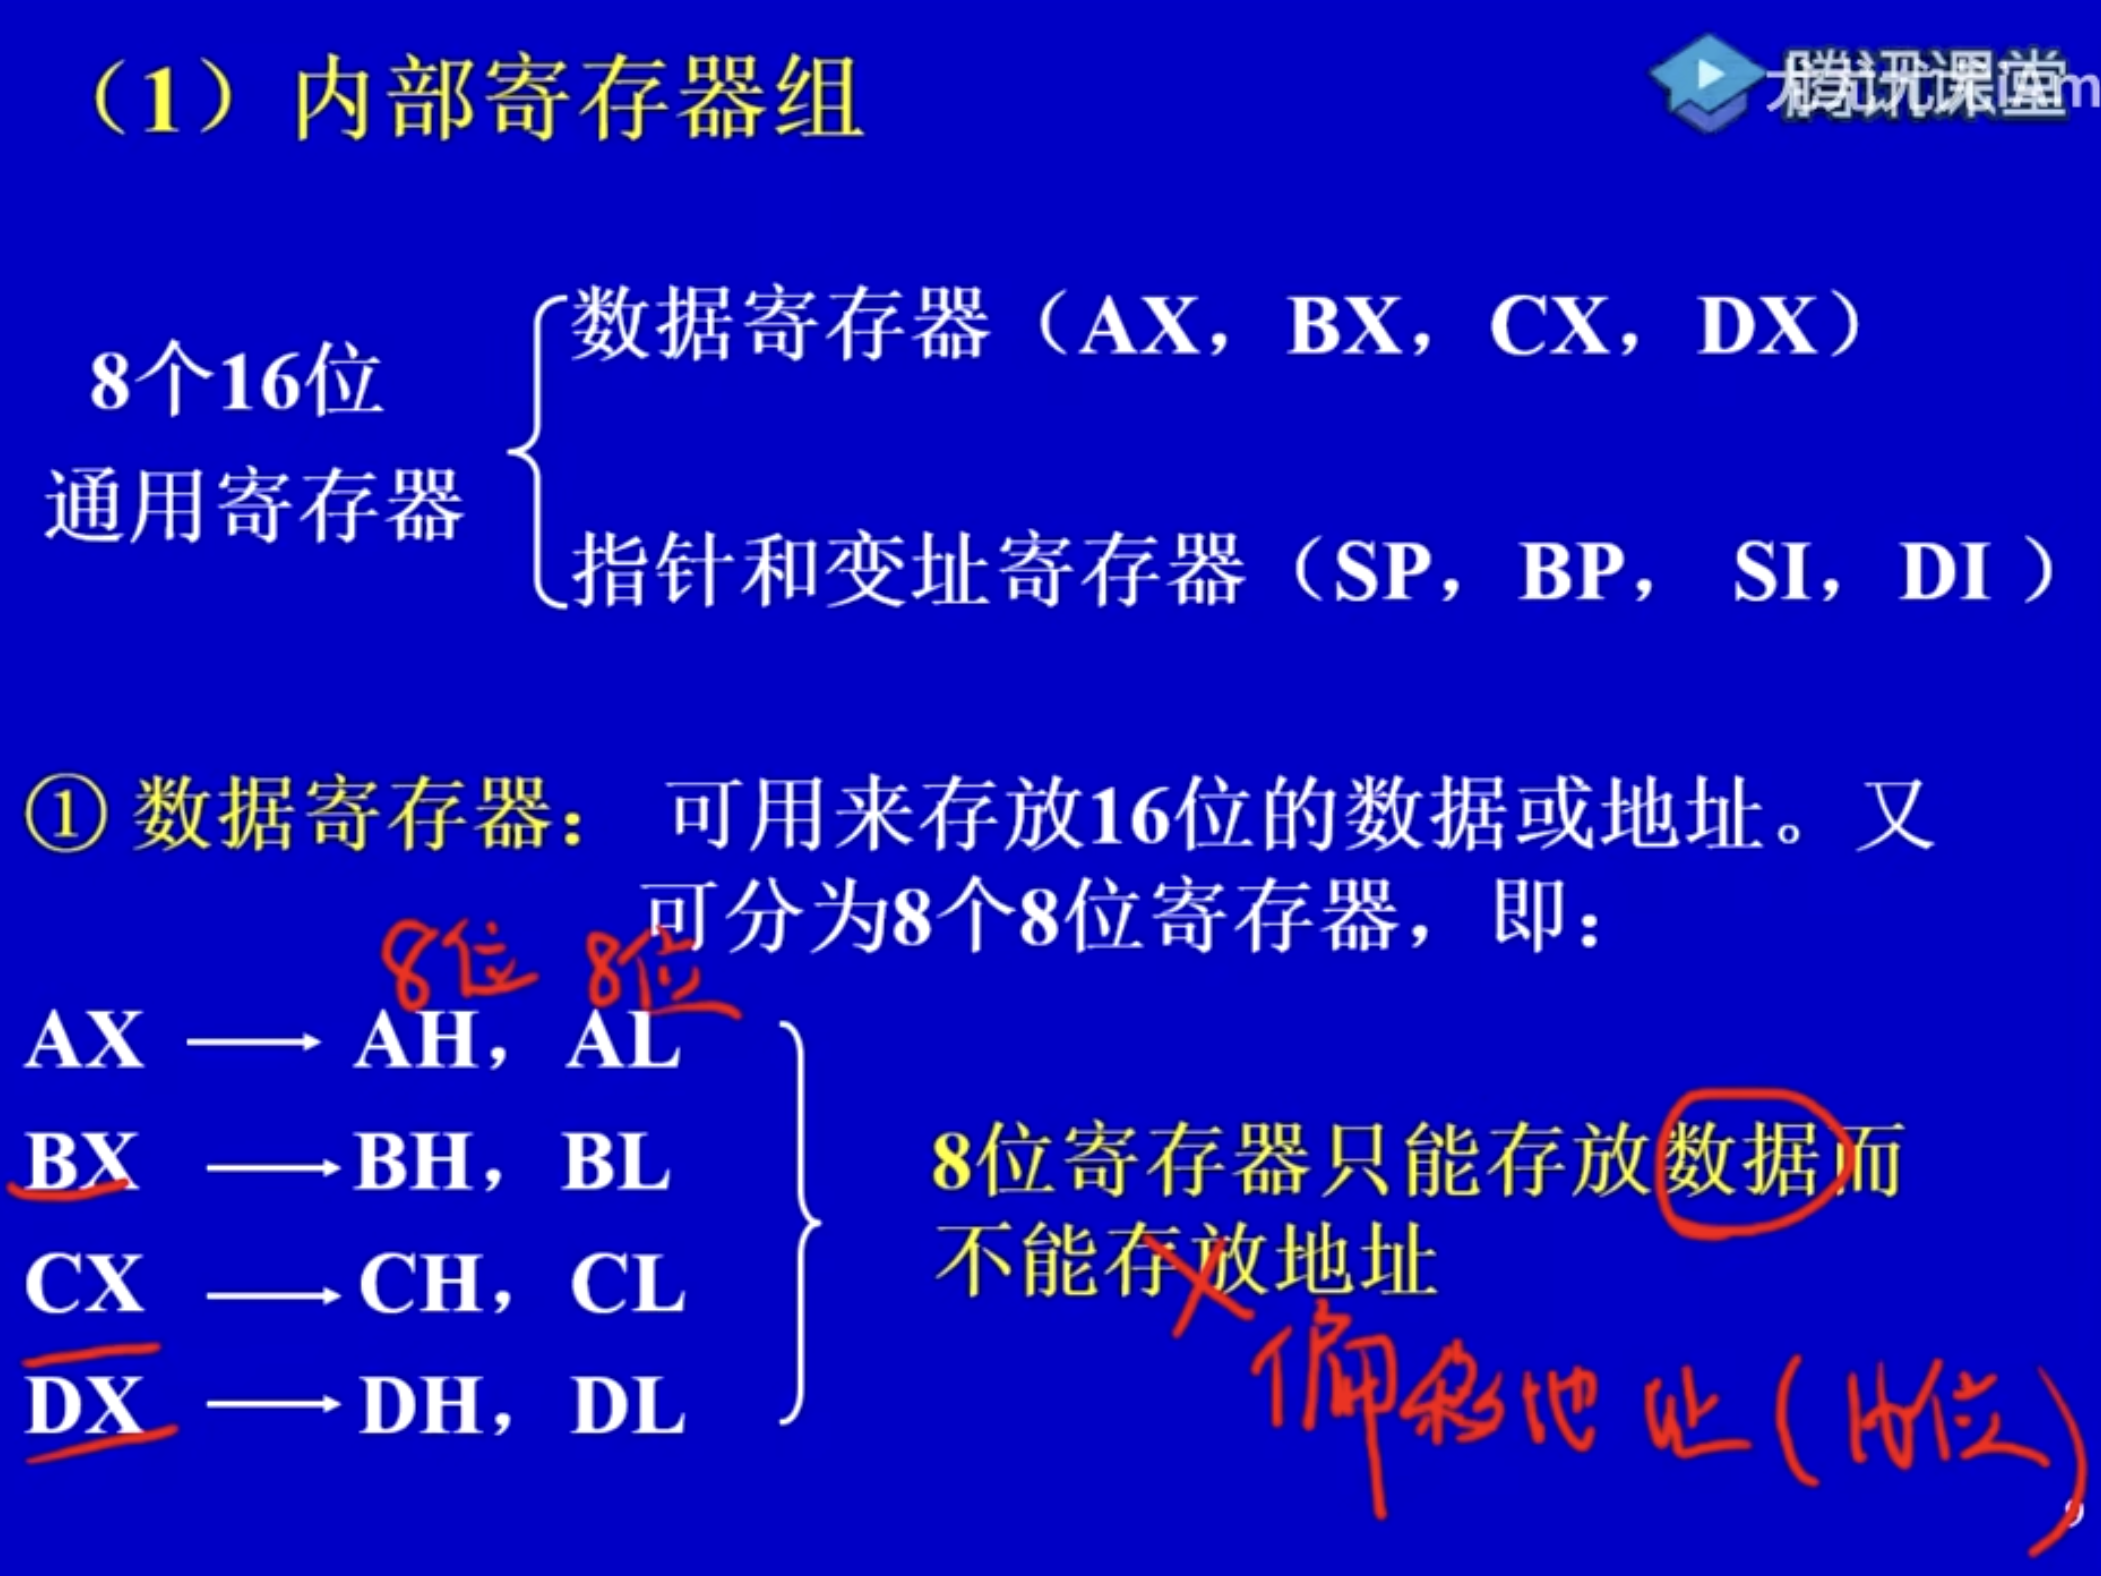 （1）内部寄存器组
腾讯课堂
8个16位
通用寄存器
数据寄存器（AX，BX，CX，DX）
指针和变址寄存器（SP，BP， SI，DI ）
① 数据寄存器： 可用来存放16位的数据或地址。又
可分为8个8位寄存器，即：
8位 8位
AX AH，AL
BX BH，BL
CX CH，CL
DX DH，DL
8位寄存器只能存放数据而
不能存放地址
偏移地址(16位)
9